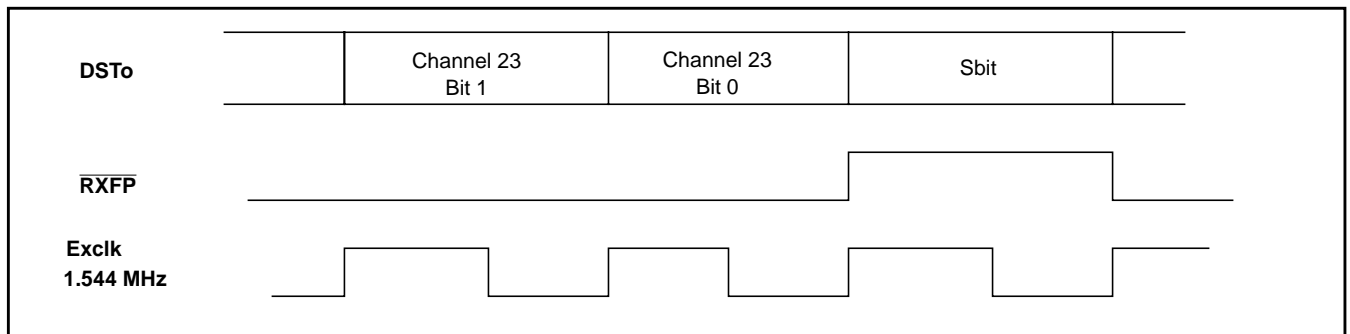 DSTo
Channel 23
Bit 1
Channel 23
Bit 0
Sbit
RXFP
Exclk
1.544 MHz